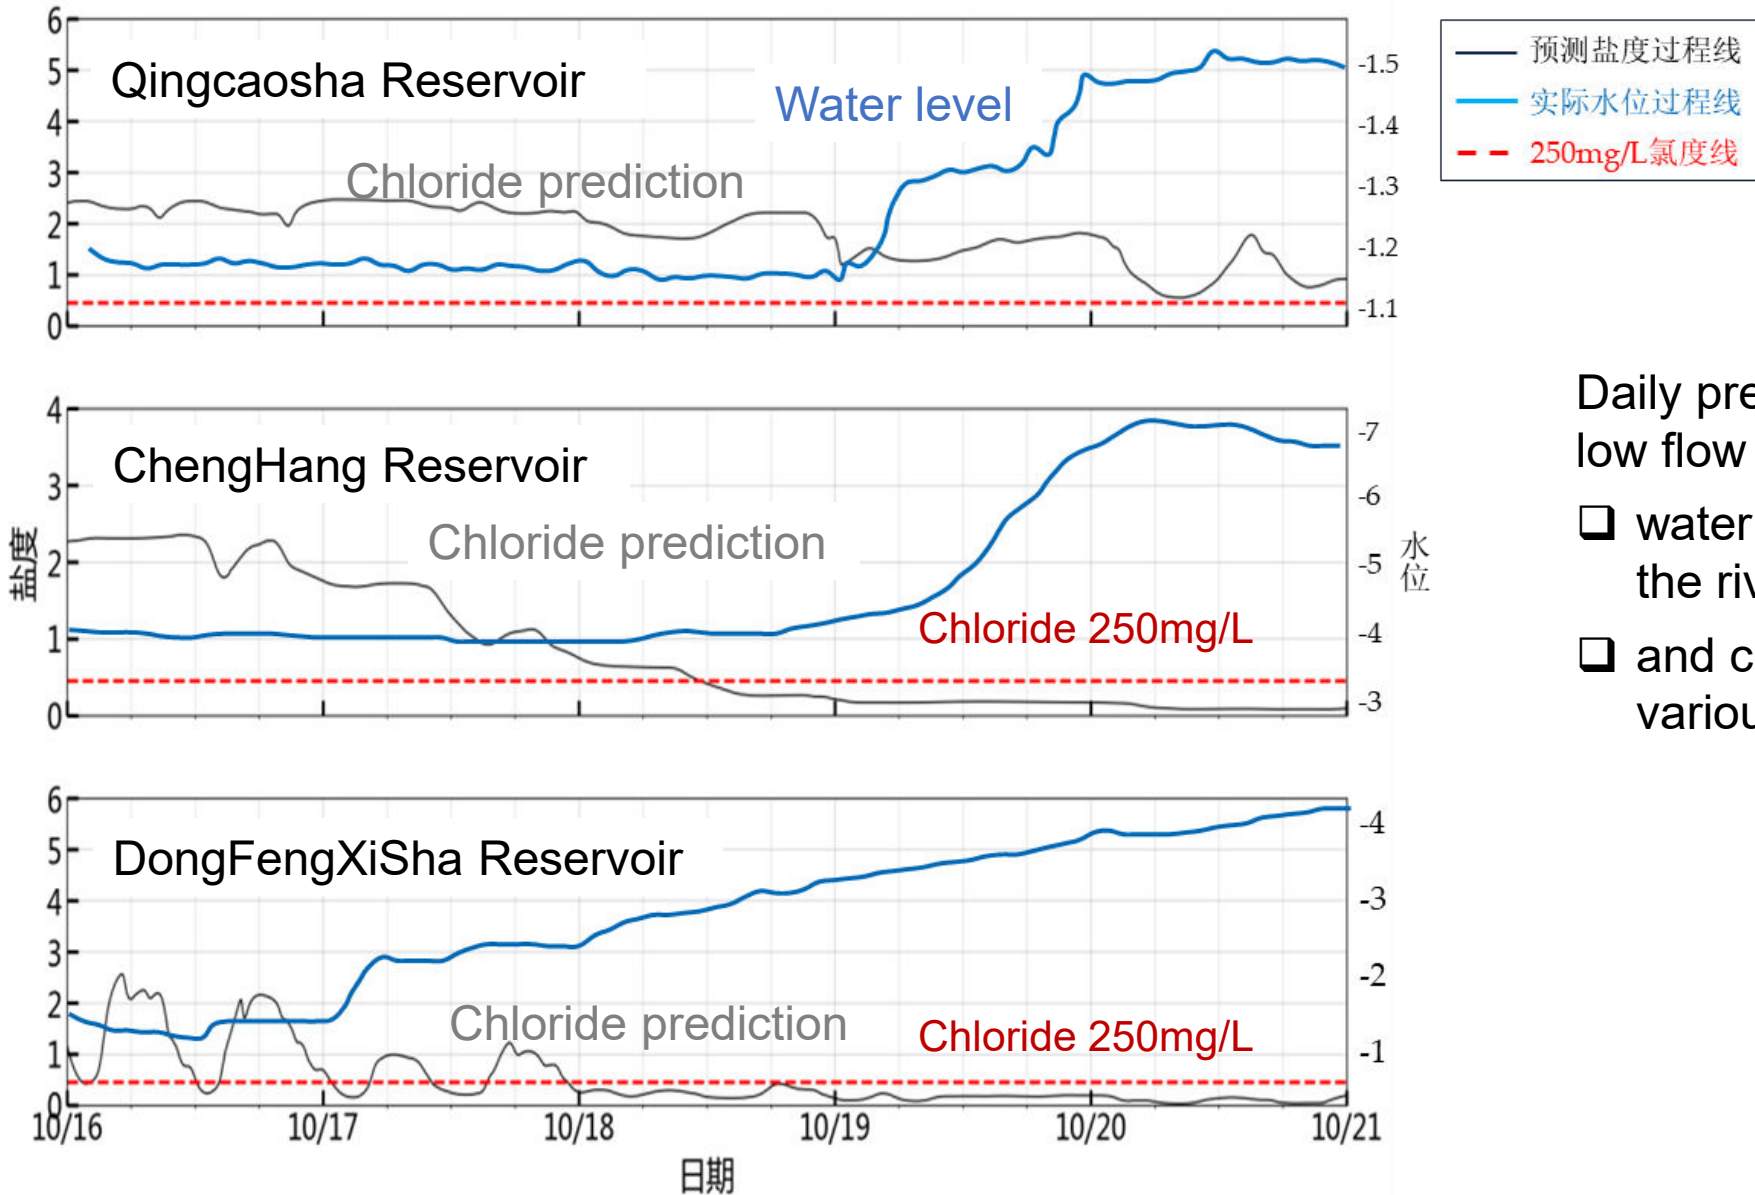 6
5
4
3
2
1
0
Qingcaosha Reservoir
Water level
Chloride prediction
-1.5
-1.4
-1.3
-1.2
-1.1
预测盐度过程线
实际水位过程线
250mg/L氯度线
4
3
2
1
0
盐度
ChengHang Reservoir
Chloride prediction
Chloride 250mg/L
-7
-6
-5
-4
-3
水位
6
5
4
3
2
1
0
DongFengXiSha Reservoir
Chloride prediction
Chloride 250mg/L
-4
-3
-2
-1
10/16 10/17 10/18 10/19 10/20 10/21
日期
Daily
low flow
water
the
and